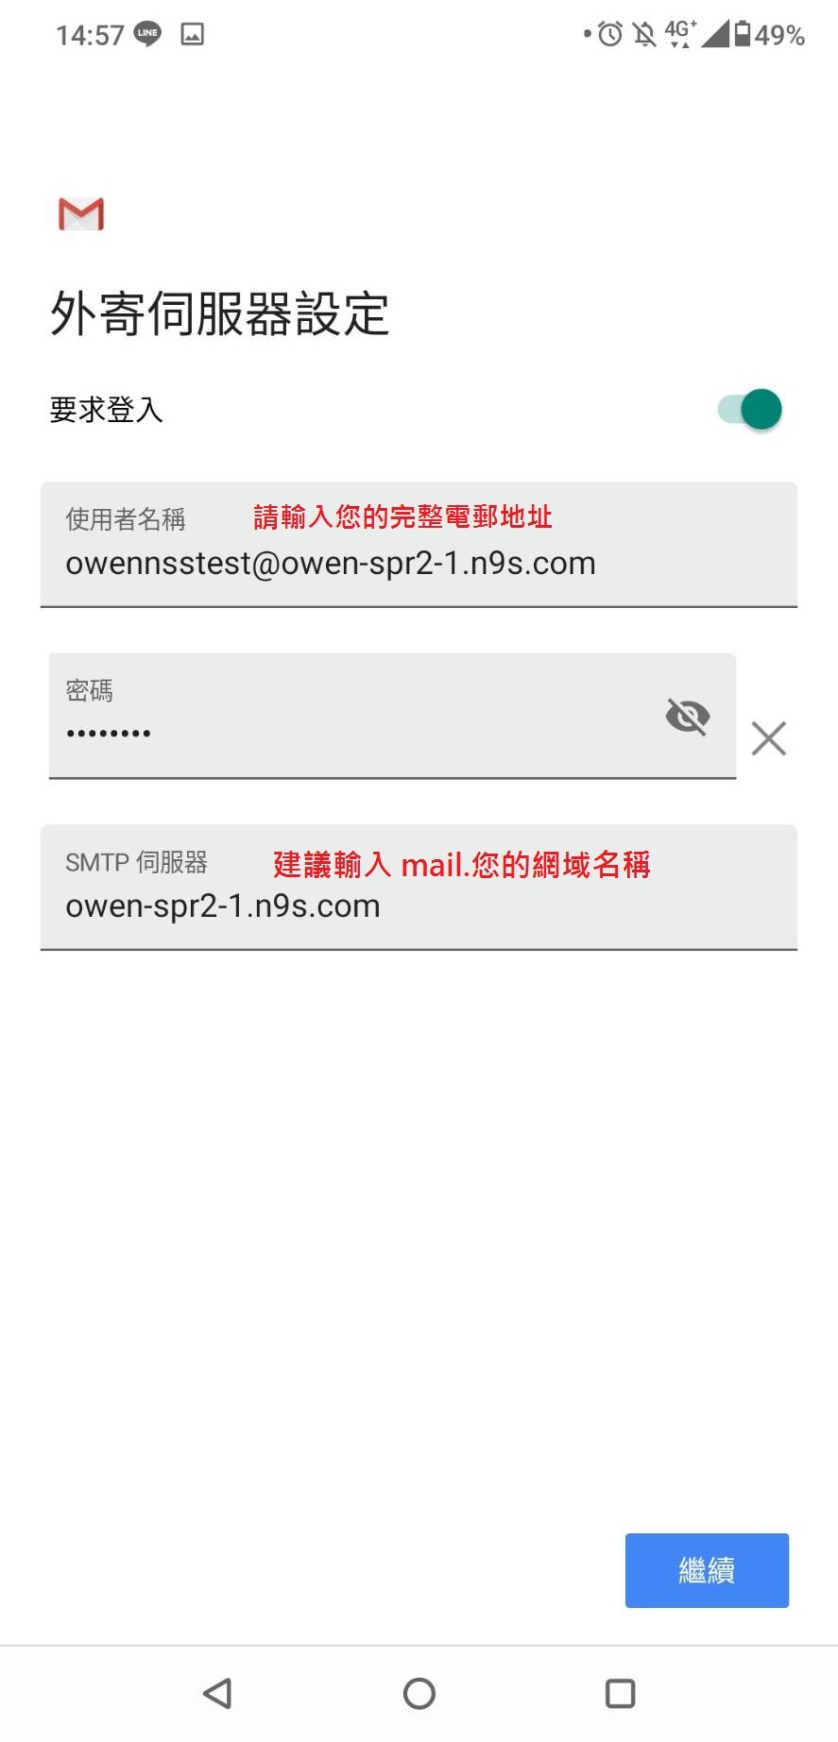 14:57 LINE 4G+ 49%
外寄伺服器設定
要求登入
使用者名稱 請輸入您的完整電郵地址
owennsstest@owen-spr2-1.n9s.com
密碼
••••••••
SMTP 伺服器 建議輸入 mail.您的網域名稱
owen-spr2-1.n9s.com
繼續